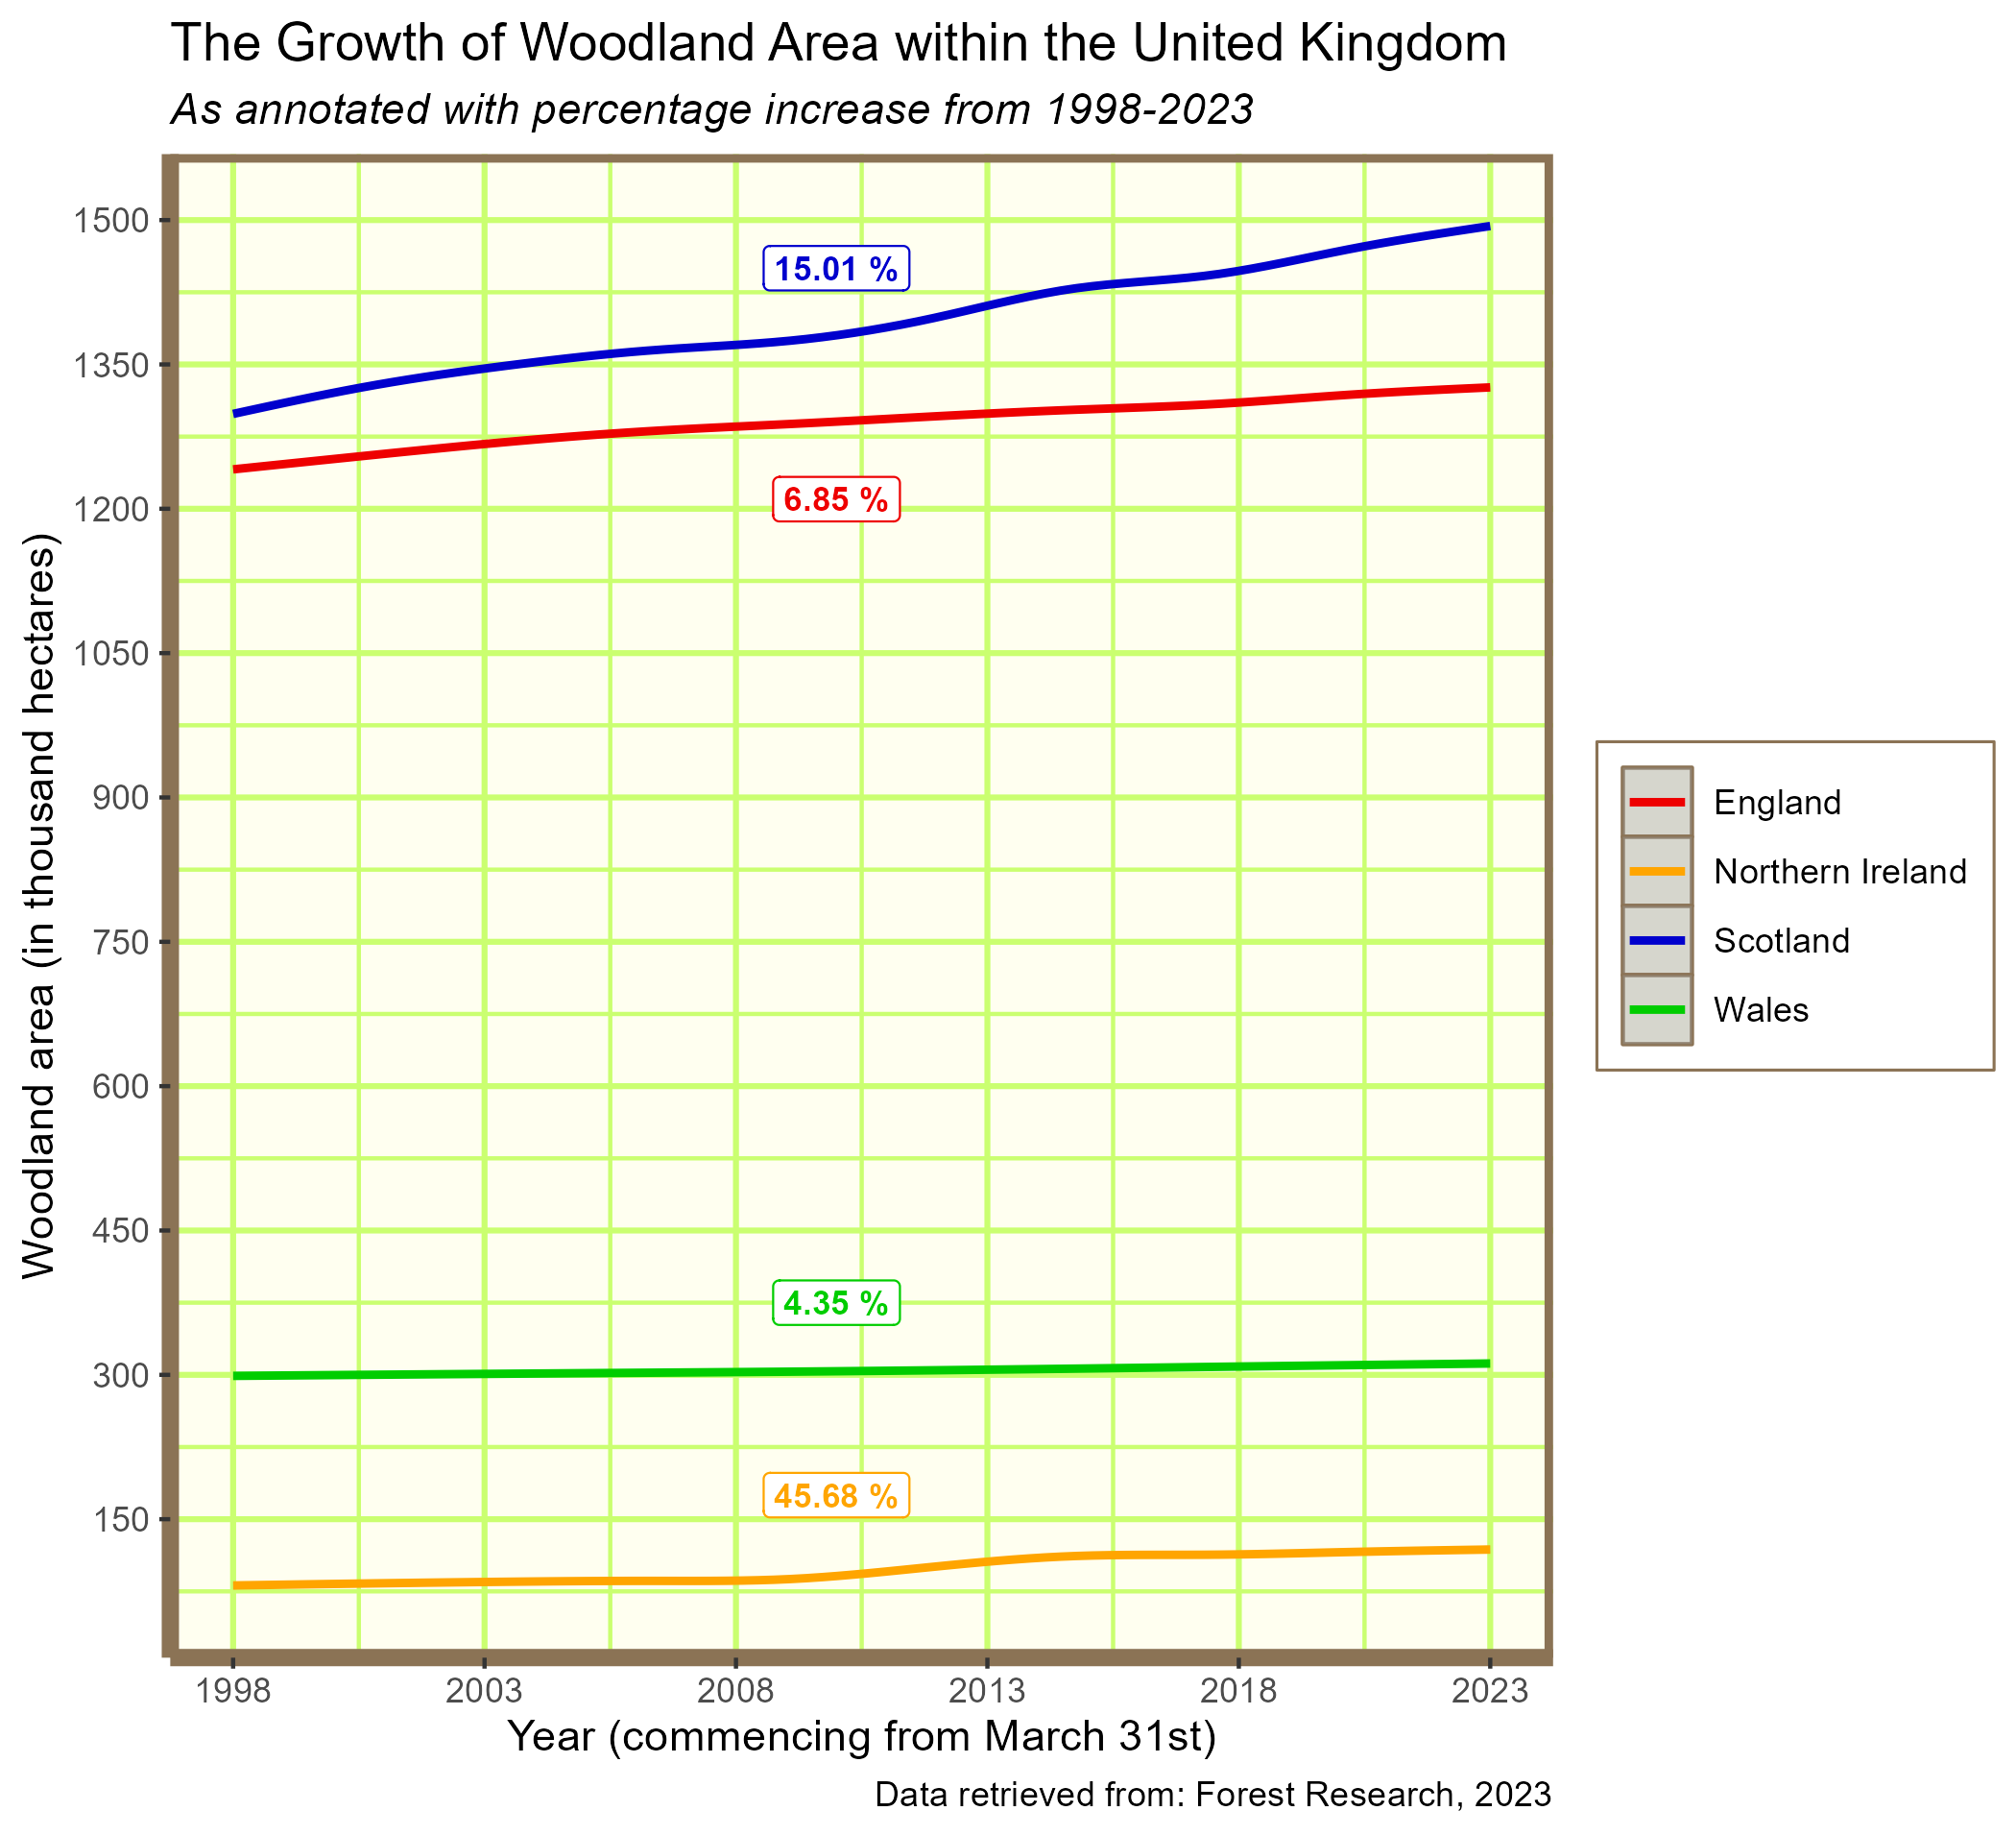 The Growth of Woodland Area within the United Kingdom
As annotated with percentage increase from 1998-2023
Woodland area (in thousand hectares)
1500
1350
1200
1050
900
750
600
450
300
150
15.01 %
6.85 %
4.35 %
45.68 %
1998 2003 2008 2013 2018 2023
Year (commencing from March 31st)
England
Northern Ireland
Scotland
Wales
Data retrieved from: Forest Research, 2023